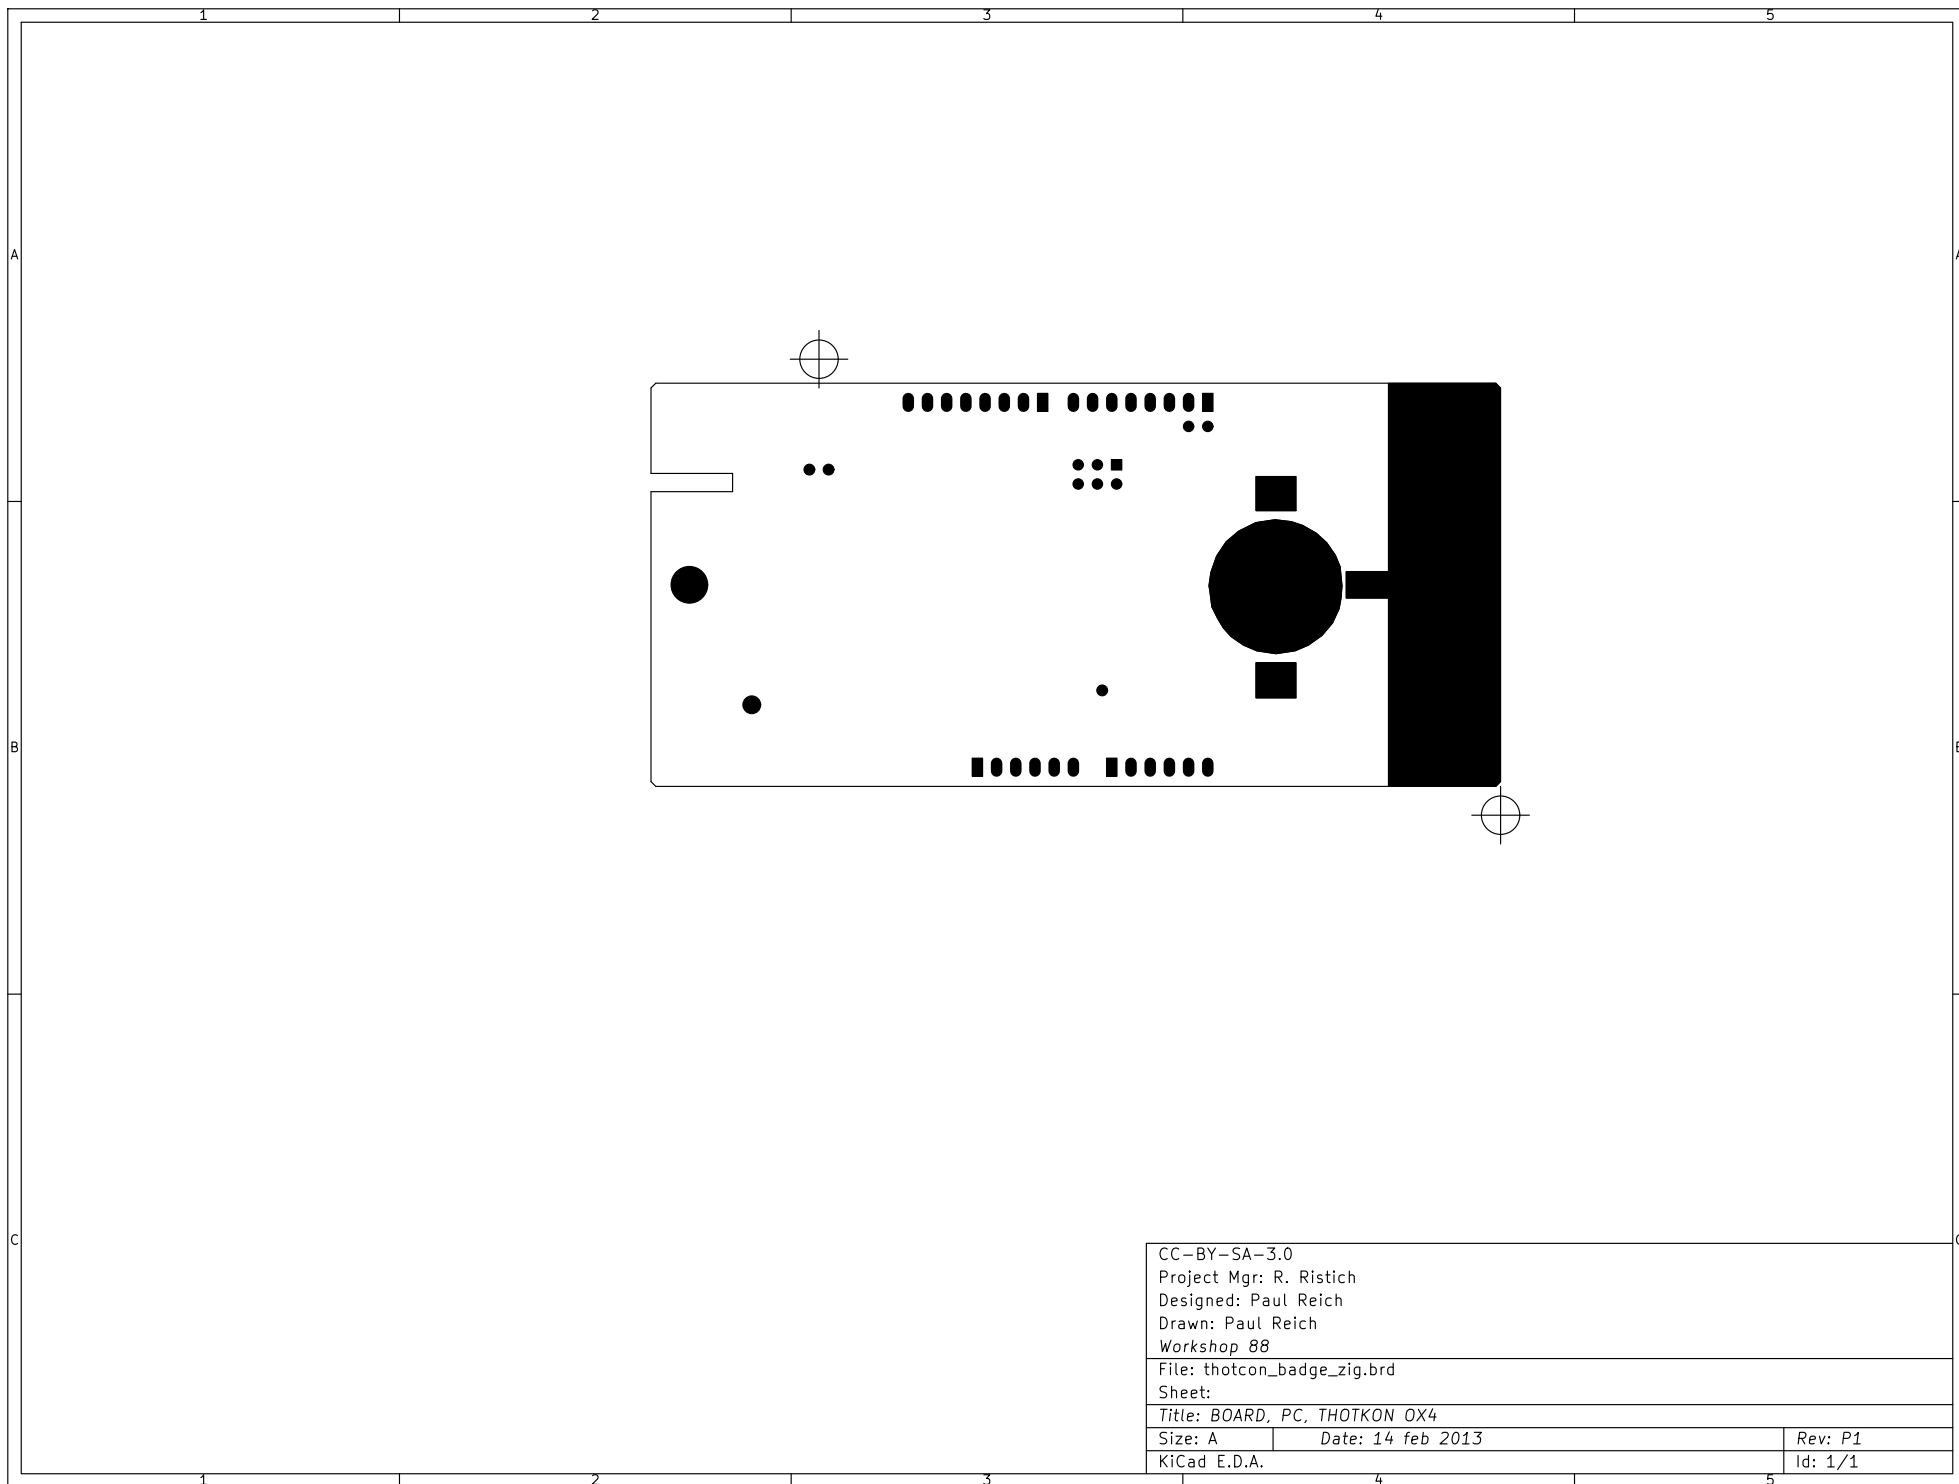 1 2 3 4 5
A A
B B
C C
CC-BY-SA-3.0
Project Mgr: R. Ristich
Designed: Paul Reich
Drawn: Paul Reich
Workshop 88
File: thotcon_badge_zig.brd
Sheet:
Title: BOARD, PC, THOTKON OX4
Size: A Date: 14 feb 2013 Rev: P1
KiCad E.D.A. Id: 1/1
1 2 3 4 5